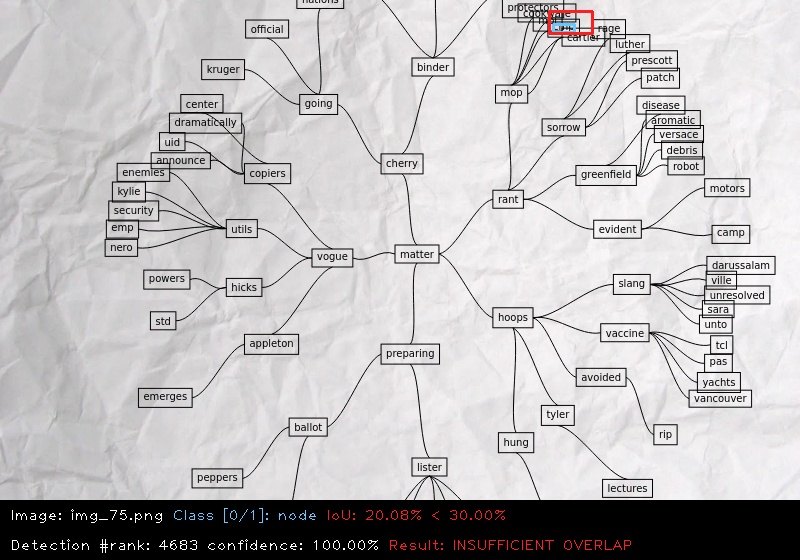 nations
protectors
official
rage
cartier
luther
binder
prescott
kruger
patch
mop
center
going
disease
dramatically
aromatic
sorrow
versace
uid
debris
announce
cherry
robot
enemies
copiers
greenfield
kylie
motors
rant
security
emp
utils
evident
camp
nero
vogue
matter
darussalam
powers
hicks
slang
ville
unresolved
sara
std
hoops
unto
vaccine
appleton
tcl
preparing
pas
avoided
yachts
emerges
vancouver
tyler
ballot
rip
hung
lister
peppers
lectures
Image: img_75.png Class [0/1]: node IoU: 20.08% < 30.00%
Detection #rank: 4683 confidence: 100.00% Result: INSUFFICIENT OVERLAP